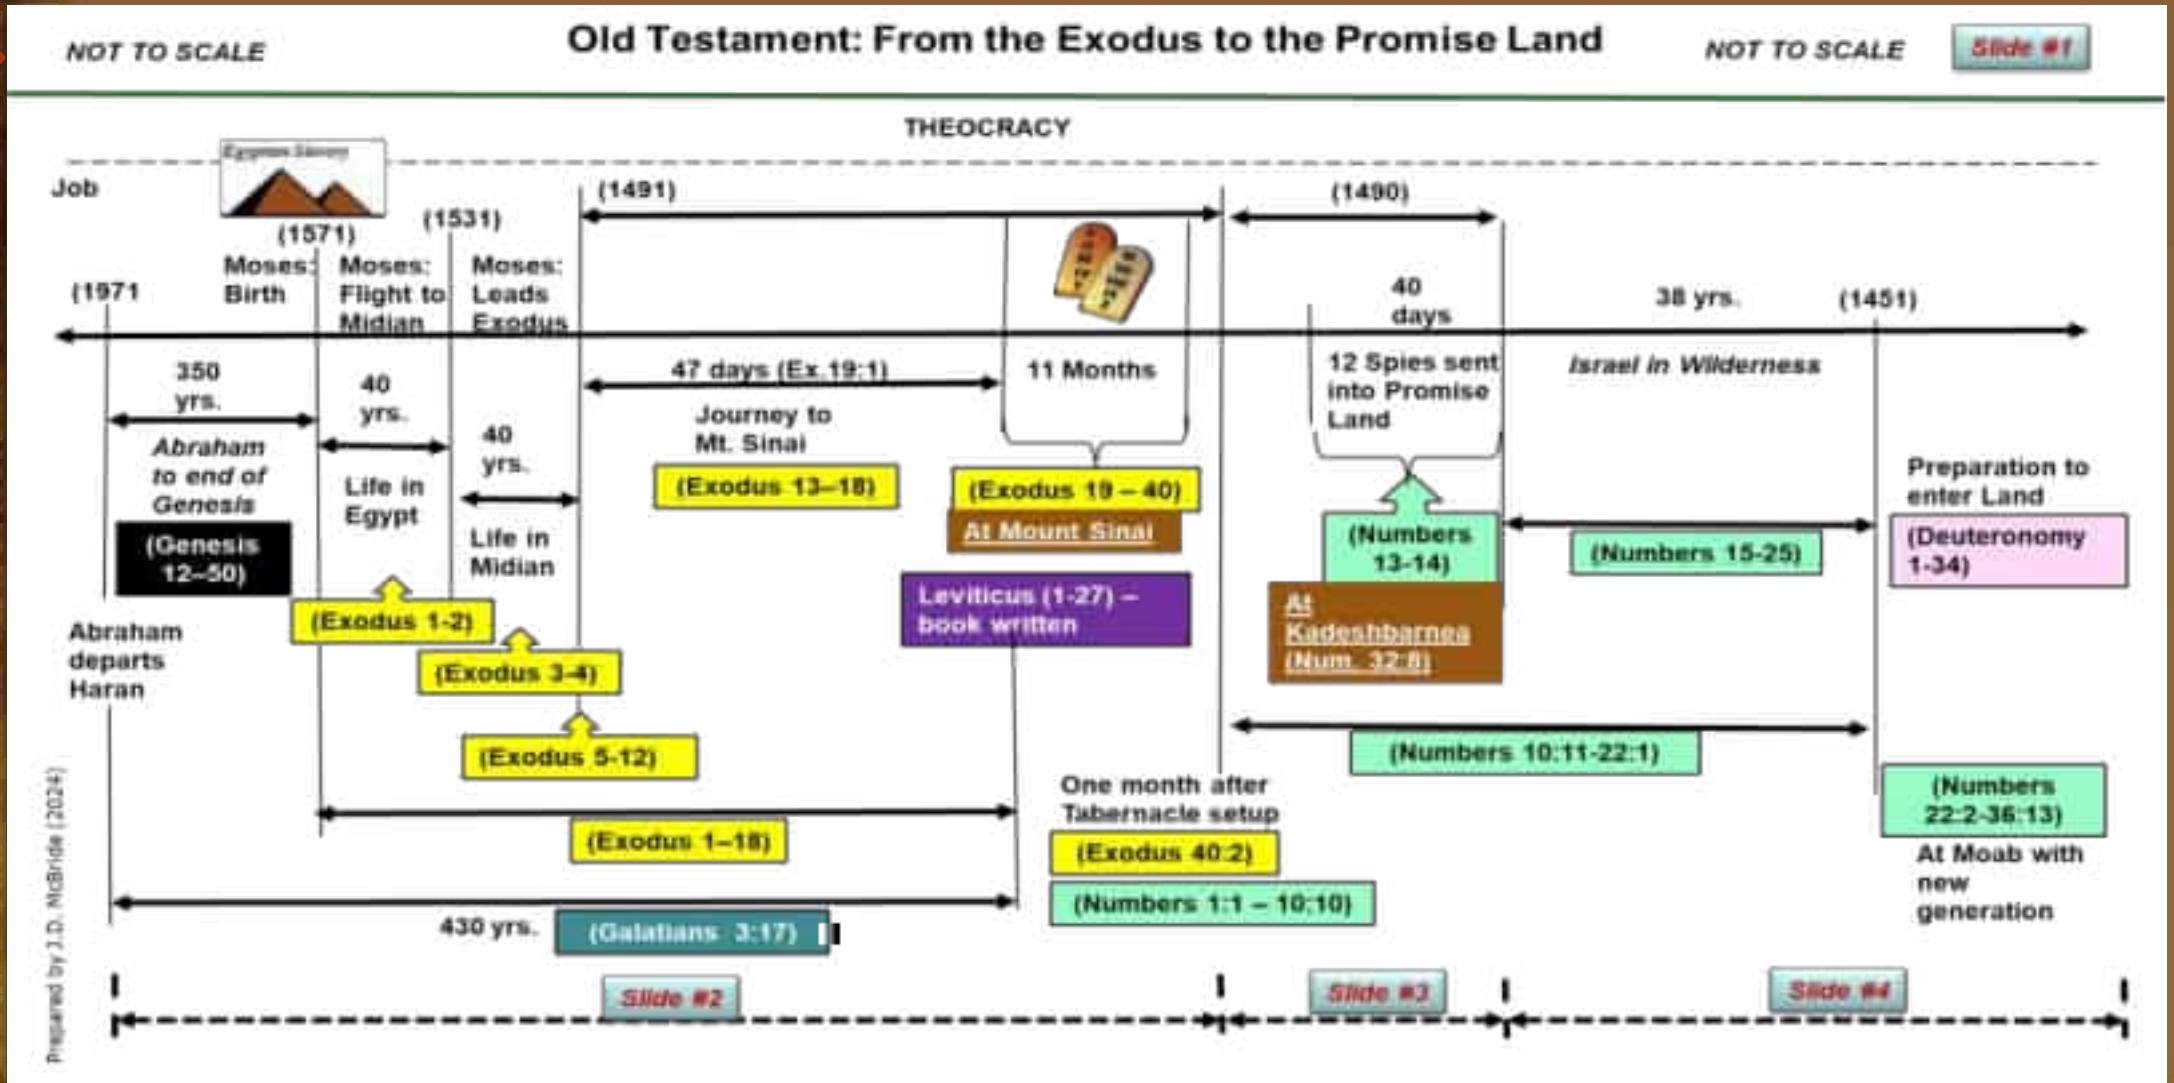 NOT TO SCALE
Old Testament: From the Exodus to the Promise Land
NOT TO SCALE
Slide #1
THEOCRACY
Egyptian Slavery
Job
(1491)
(1490)
(1571)
(1531)
Moses:
Birth
Moses:
Flight to
Midian
Moses:
Leads
Exodus
(1971
40
days
38 yrs.
(1451)
350
yrs.
40
yrs.
40
yrs.
47 days (Ex.19:1)
11 Months
12 Spies sent
into Promise
Land
Israel in Wilderness
Journey to
Mt. Sinai
Abraham
to end of
Genesis
Life in
Egypt
Life in
Midian
(Exodus 13–18)
(Exodus 19 – 40)
At Mount Sinai
Preparation to
enter Land
(Deuteronomy
1-34)
(Genesis
12–50)
(Numbers
13-14)
(Numbers 15-25)
(Exodus 1-2)
Leviticus (1-27) –
book written
At
Kadeshbarnea
(Num. 32:8)
Abraham
departs
Haran
(Exodus 3-4)
(Exodus 5-12)
(Numbers 10:11-22:1)
One month after
Tabernacle setup
(Exodus 40:2)
(Numbers 1:1 – 10:10)
(Numbers
22:2-36:13)
At Moab with
new
generation
(Exodus 1–18)
430 yrs.
(Galatians 3:17)
Slide #2
Slide #3
Slide #4
Prepared by J.D. McBride (2024)